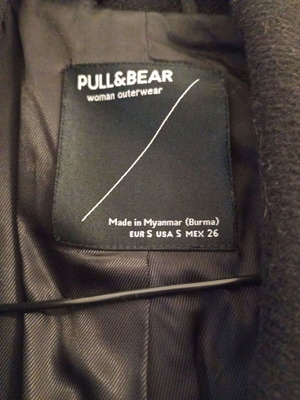 PULL&BEAR
woman outerwear
Made in Myanmar (Burma)
EUR S USA S MEX 26